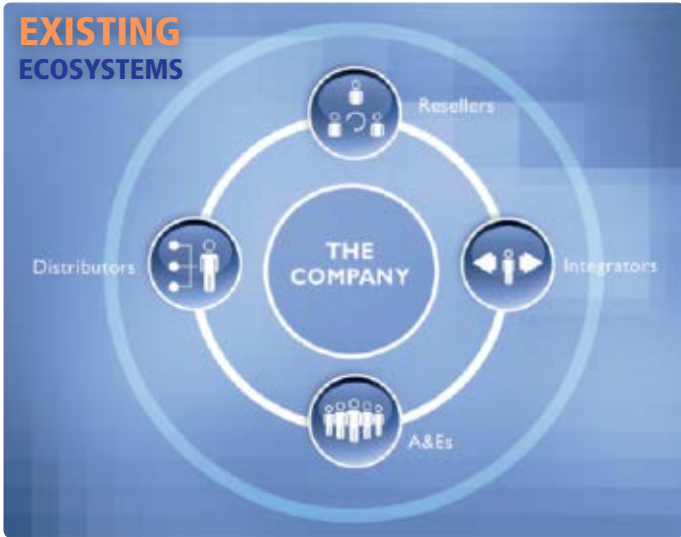 EXISTING
ECOSYSTEMS
Resellers
Distributors
THE
COMPANY
Integrators
A&Es